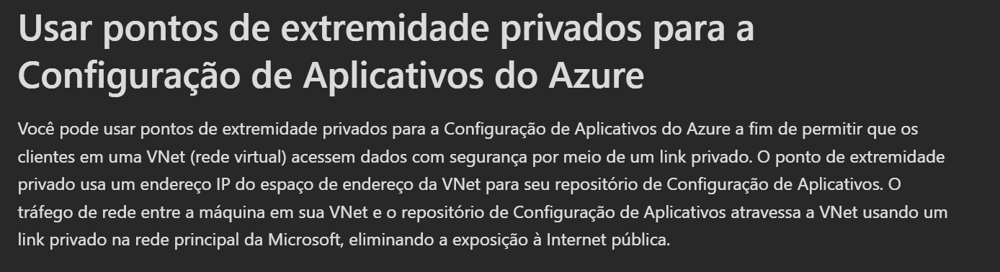 Usar pontos de extremidade privados para a
Configuração de Aplicativos do Azure
Você pode usar pontos de extremidade privados para a Configuração de Aplicativos do Azure a fim de permitir que os
clientes em uma VNet (rede virtual) acessem dados com segurança por meio de um link privado. O ponto de extremidade
privado usa um endereço IP do espaço de endereço da VNet para seu repositório de Configuração de Aplicativos. O
tráfego de rede entre a máquina em sua VNet e o repositório de Configuração de Aplicativos atravessa a VNet usando um
link privado na rede principal da Microsoft, eliminando a exposição à Internet pública.